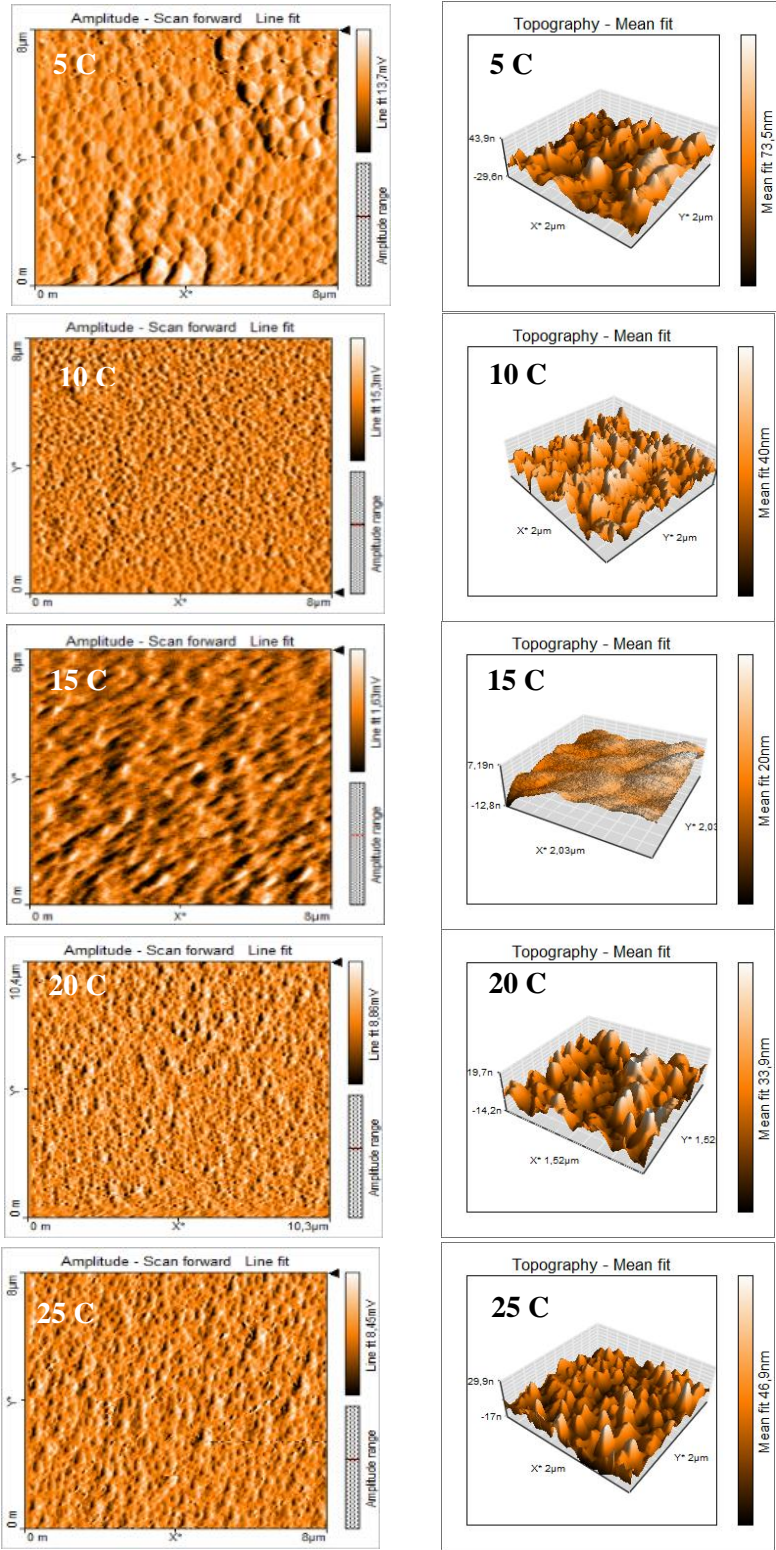 Amplitude - Scan forward Line fit
5 C
8µm
Y*
0 m
0 m
X*
8µm
Line fit 13,7mV
Amplitude range
Topography - Mean fit
5 C
43,9n
-29,6n
X* 2µm
Y* 2µm
Mean fit 73,5nm
Amplitude - Scan forward Line fit
10 C
8µm
Y*
0 m
0 m
X*
8µm
Line fit 15,3mV
Amplitude range
Topography - Mean fit
10 C
X* 2µm
Y* 2µm
Mean fit 40nm
Amplitude - Scan forward Line fit
15 C
8µm
Y*
0 m
0 m
X*
8µm
Line fit 1,63mV
Amplitude range
Topography - Mean fit
15 C
7,19n
-12,8n
X* 2,03µm
Y* 2,03
Mean fit 20nm
Amplitude - Scan forward Line fit
20 C
10,4µm
Y*
0 m
0 m
X*
10,3µm
Line fit 8,86mV
Amplitude range
Topography - Mean fit
20 C
19,7n
-14,2n
X* 1,52µm
Y* 1,52
Mean fit 33,9nm
Amplitude - Scan forward Line fit
25 C
8µm
Y*
0 m
0 m
X*
8µm
Line fit 8,45mV
Amplitude range
Topography - Mean fit
25 C
29,9n
-17n
X* 2µm
Y* 2µm
Mean fit 46,9nm